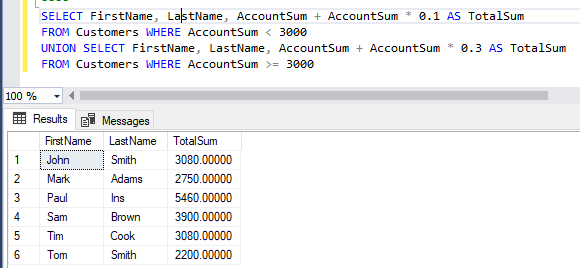 SELECT FirstName, LastName, AccountSum + AccountSum * 0.1 AS TotalSum
FROM Customers WHERE AccountSum < 3000
UNION SELECT FirstName, LastName, AccountSum + AccountSum * 0.3 AS TotalSum
FROM Customers WHERE AccountSum >= 3000
100 %
Results Messages
FirstName LastName TotalSum
1 John Smith 3080.00000
2 Mark Adams 2750.00000
3 Paul Ins 5460.00000
4 Sam Brown 3900.00000
5 Tim Cook 3080.00000
6 Tom Smith 2200.00000